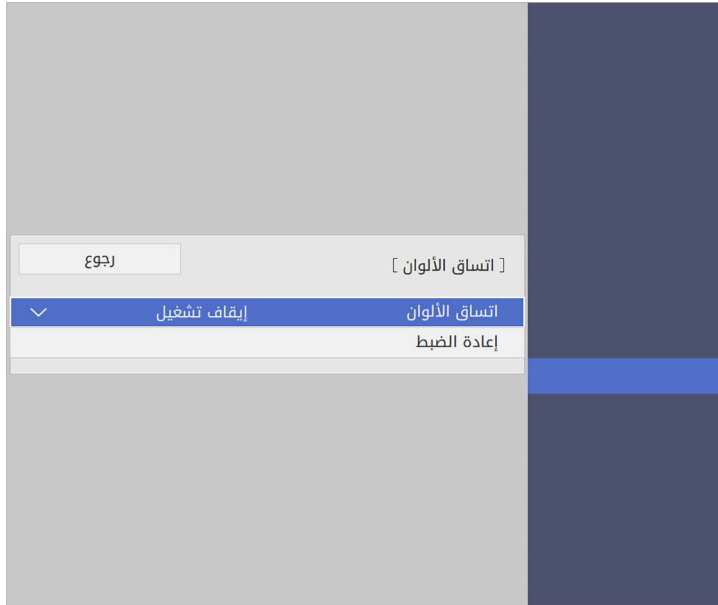 [ اتساق الألوان ] رجوع
اتساق الألوان إيقاف تشغيل
إعادة الضبط